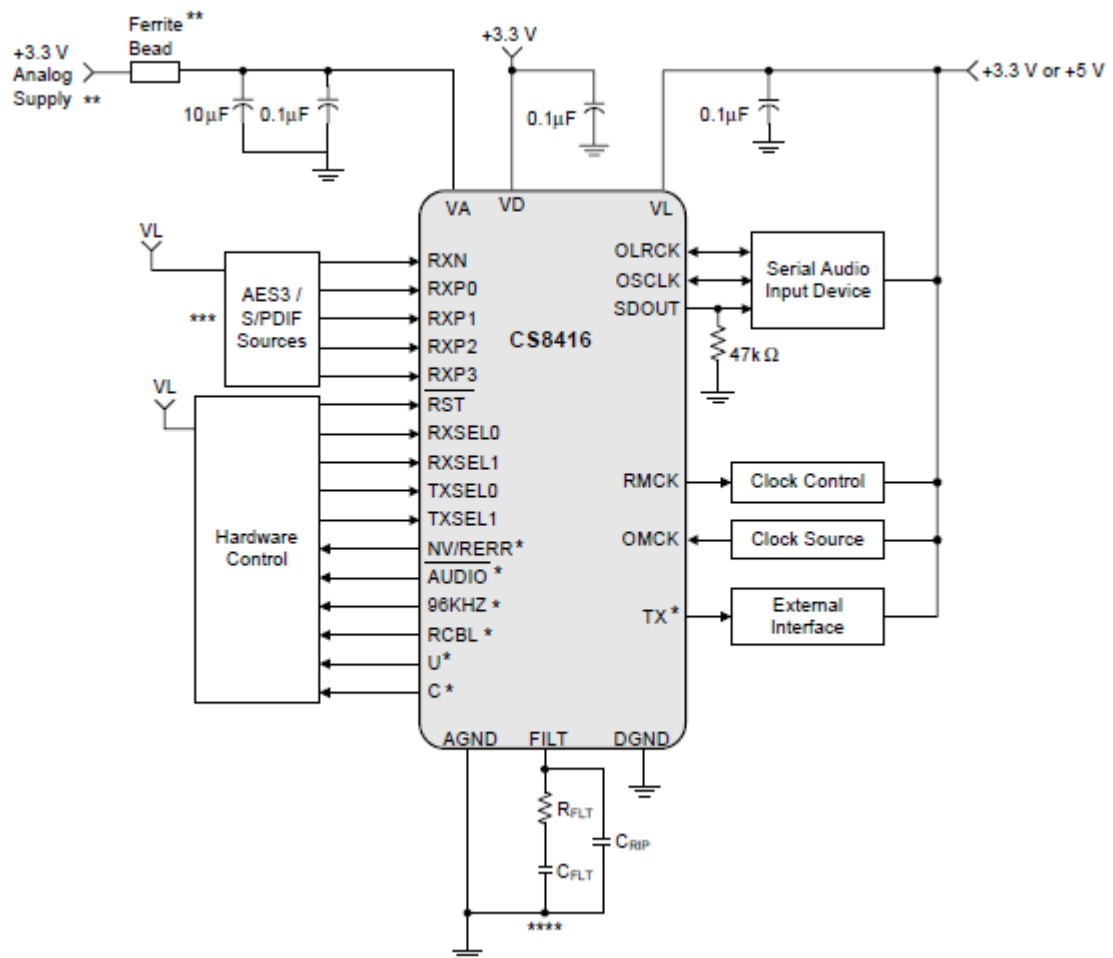 Ferrite **
Bead
+3.3 V
Analog
Supply **
10µF
0.1µF
+3.3 V
0.1µF
+3.3 V or +5 V
0.1µF
VA
VD
VL
VL
AES3 /
S/PDIF
Sources
***
RXN
RXP0
RXP1
RXP2
RXP3
VL
Hardware
Control
RST
RXSEL0
RXSEL1
TXSEL0
TXSEL1
NV/RERR*
AUDIO *
96KHZ *
RCBL *
U*
C*
CS8416
OLRCK
OSCLK
SDOUT
Serial Audio
Input Device
47k Ω
RMCK
Clock Control
OMCK
Clock Source
TX*
External
Interface
AGND
FILT
DGND
RFLT
CRIP
CFLT
****